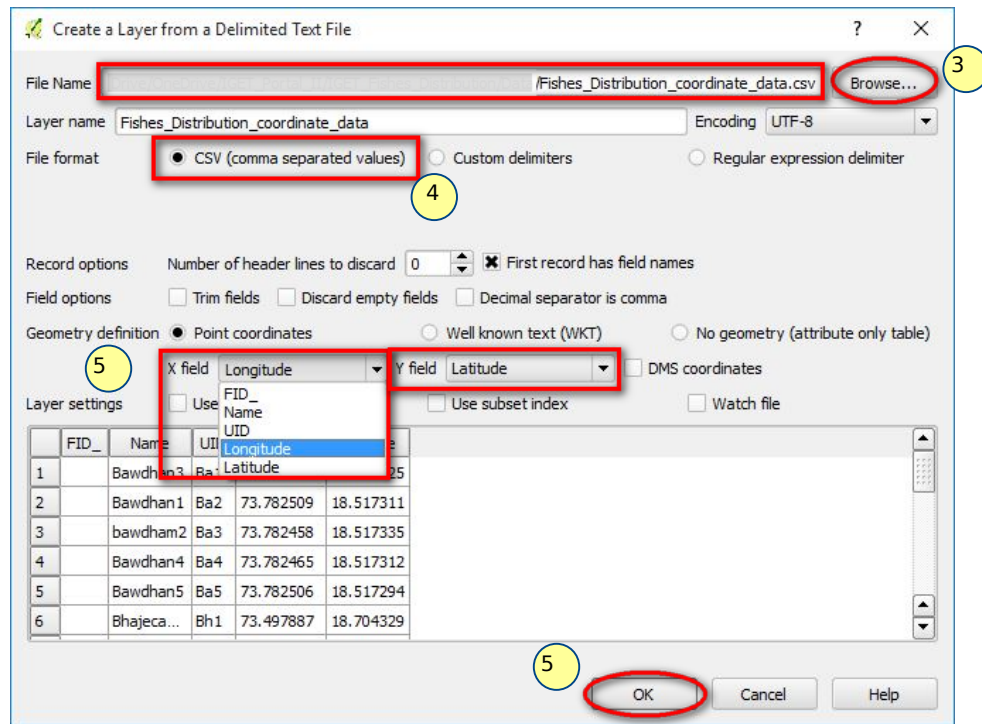 Create a Layer from a Delimited Text File ? X
File Name /Fishes_Distribution_coordinate_data.csv Browse... 3
Layer name Fishes_Distribution_coordinate_data Encoding UTF-8
File format CSV (comma separated values) Custom delimiters Regular expression delimiter
4
Record options Number of header lines to discard 0 First record has field names
Field options Trim fields Discard empty fields Decimal separator is comma
Geometry definition Point coordinates Well known text (WKT) No geometry (attribute only table)
5 X field Longitude Y field Latitude DMS coordinates
FID_
Name
UID
Longitude
Latitude
Layer settings Use Use subset index Watch file
FID_ Name UI
1 Bawdhan3 25
2 Bawdhan1 Ba2 73.782509 18.517311
3 bawdham2 Ba3 73.782458 18.517335
4 Bawdhan4 Ba4 73.782465 18.517312
5 Bawdhan5 Ba5 73.782506 18.517294
6 Bhajeca... Bh1 73.497887 18.704329
5
OK Cancel Help